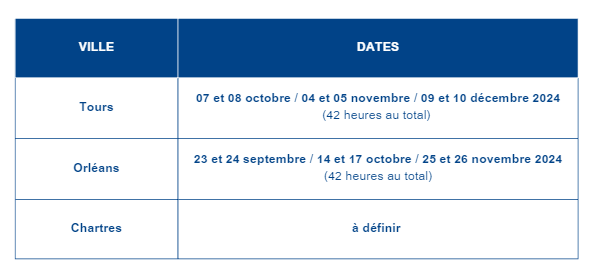 VILLE DATES
Tours 07 et 08 octobre / 04 et 05 novembre / 09 et 10 décembre 2024
(42 heures au total)
Orléans 23 et 24 septembre / 14 et 17 octobre / 25 et 26 novembre 2024
(42 heures au total)
Chartres à définir